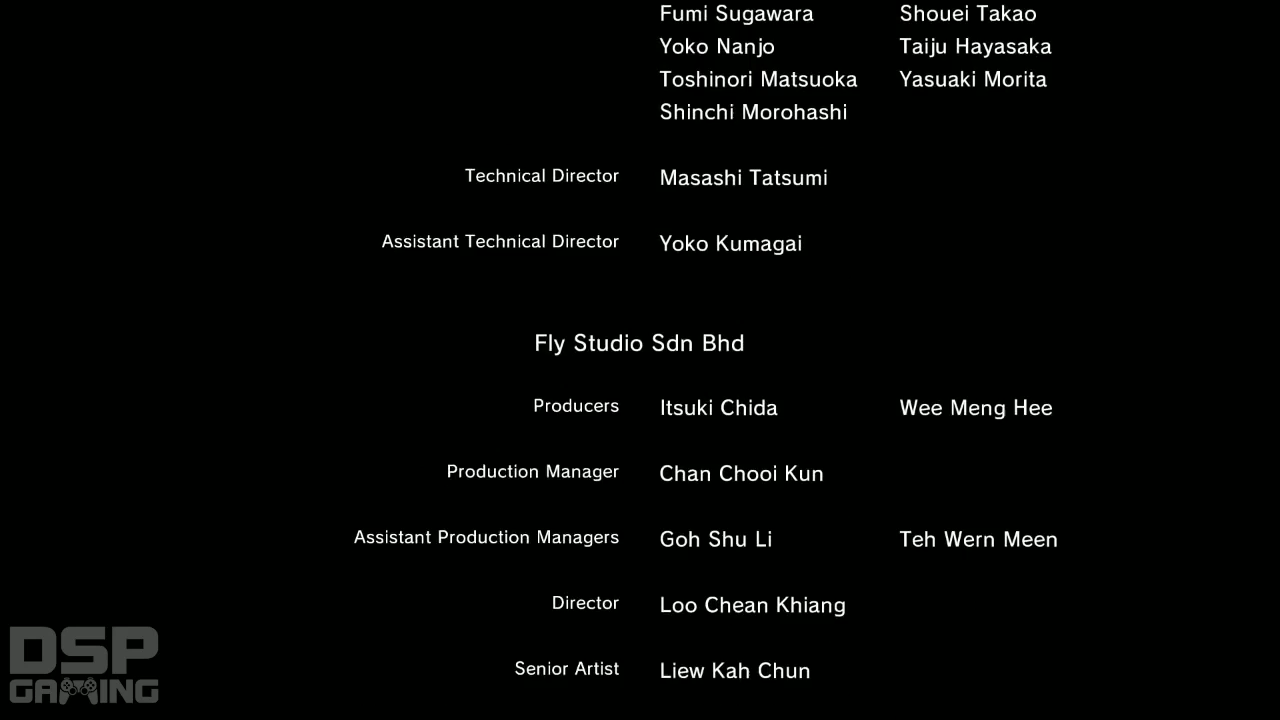 Fumi Sugawara Shouei Takao
Yoko Nanjo Taiju Hayasaka
Toshinori Matsuoka Yasuaki Morita
Shinchi Morohashi
Technical Director Masashi Tatsumi
Assistant Technical Director Yoko Kumagai
Fly Studio Sdn Bhd
Producers Itsuki Chida Wee Meng Hee
Production Manager Chan Chooi Kun
Assistant Production Managers Goh Shu Li Teh Wern Meen
Director Loo Chean Khiang
Senior Artist Liew Kah Chun
DSP
GAMING